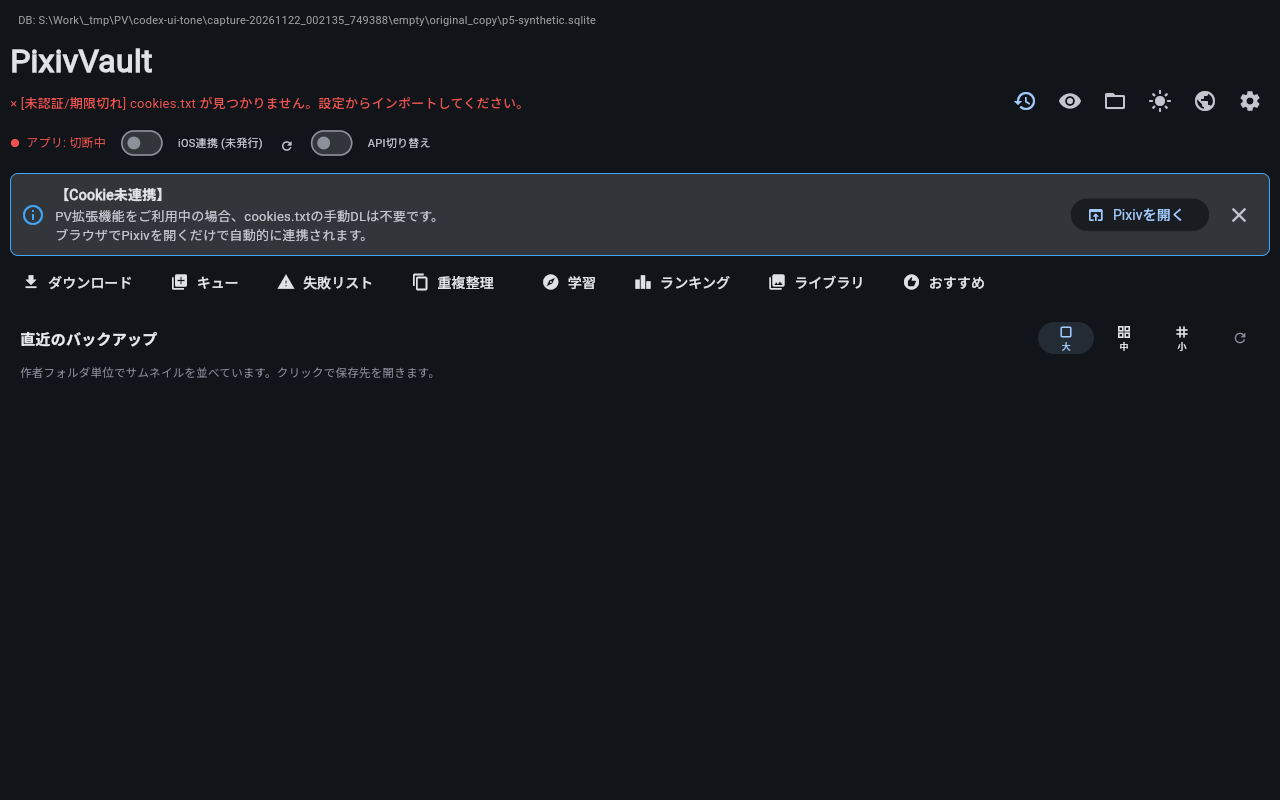 DB: S:\Work\_tmp\PV\codex-ui-tone\capture-20261122_002135_749388\empty\original_copy\p5-synthetic.sqlite
PixivVault
× [未認証/期限切れ] cookies.txt が見つかりません。設定からインポートしてください。
アプリ: 切断中 iOS連携 (未発行) API切り替え
【Cookie未連携】
PV拡張機能をご利用中の場合、cookies.txtの手動DLは不要です。
ブラウザでPixivを開くだけで自動的に連携されます。
Pixivを開く
ダウンロード キュー 失敗リスト 重複整理 学習 ランキング ライブラリ おすすめ
直近のバックアップ
大 中 小
作者フォルダ単位でサムネイルを並べています。クリックで保存先を開きます。